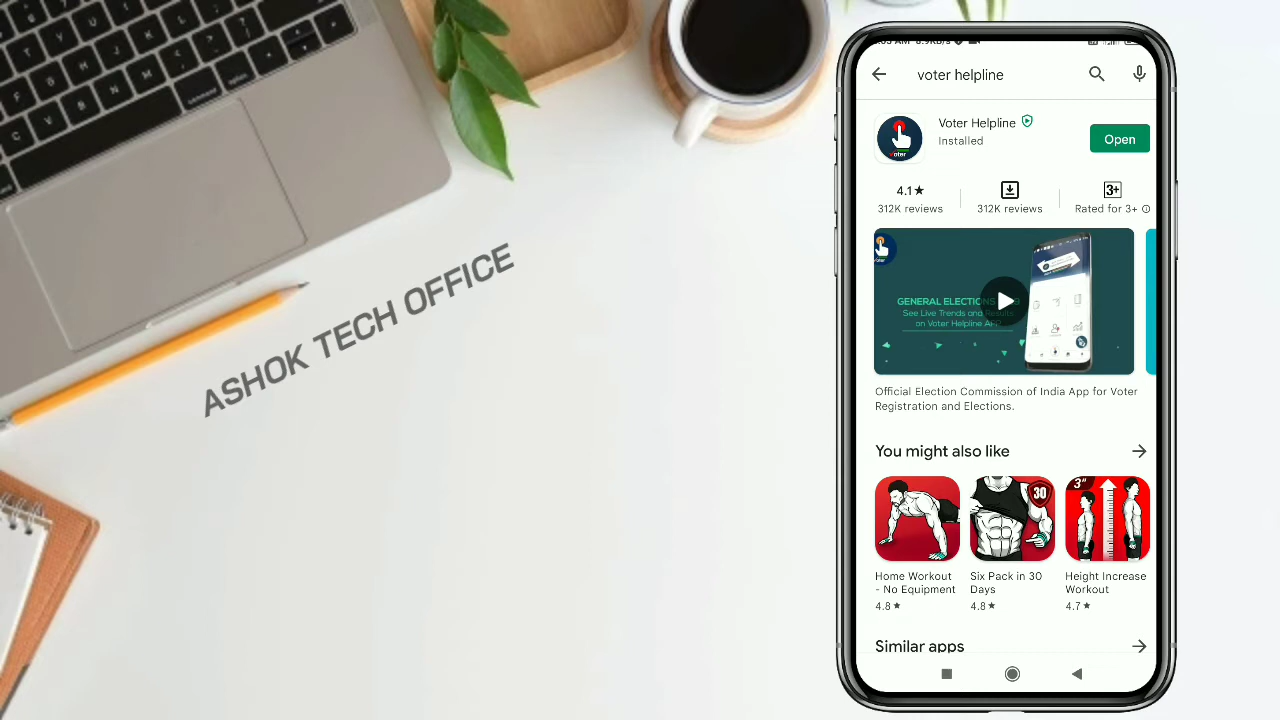 ASHOK TECH OFFICE
voter helpline
Voter Helpline
Installed
Open
4.1★
312K reviews
312K reviews
3+
Rated for 3+
GENERAL ELECTIONS
See Live Trends and Results
on Voter Helpline APP
Official Election Commission of India App for Voter
Registration and Elections.
You might also like
30
3"
Home Workout
- No Equipment
4.8★
Six Pack in 30
Days
4.8★
Height Increase
Workout
4.7★
Similar apps